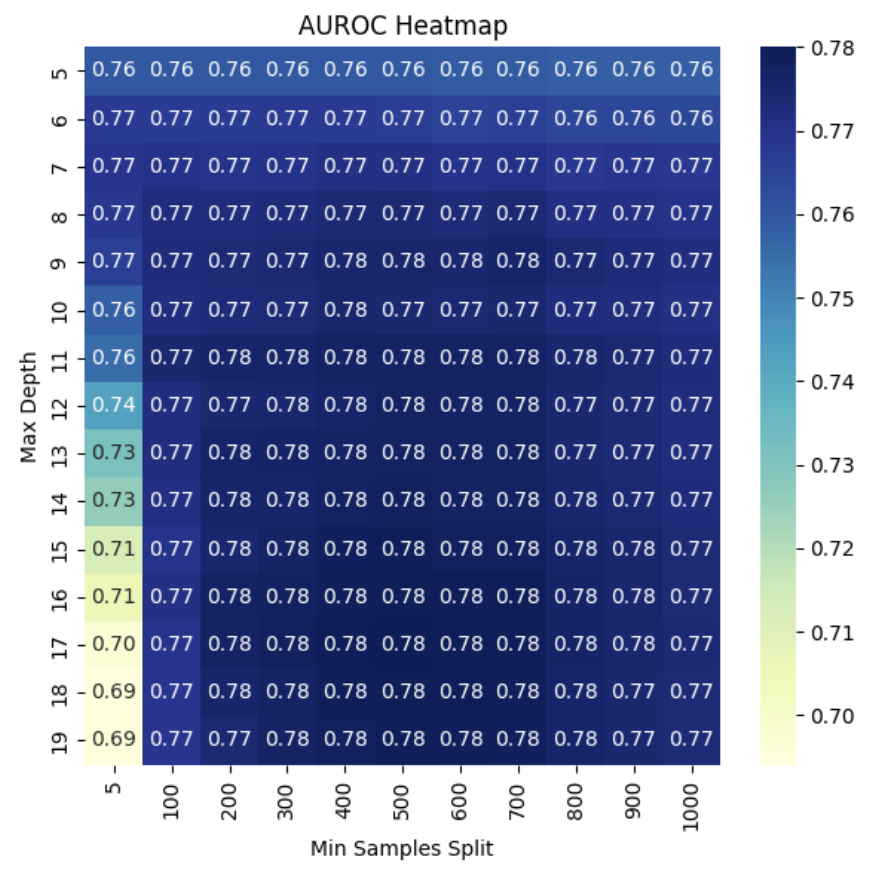 AUROC Heatmap
5 0.76 0.76 0.76 0.76 0.76 0.76 0.76 0.76 0.76 0.76 0.76
6 0.77 0.77 0.77 0.77 0.77 0.77 0.77 0.77 0.76 0.76 0.76
7 0.77 0.77 0.77 0.77 0.77 0.77 0.77 0.77 0.77 0.77 0.77
8 0.77 0.77 0.77 0.77 0.77 0.77 0.77 0.77 0.77 0.77 0.77
9 0.77 0.77 0.77 0.77 0.78 0.78 0.78 0.78 0.77 0.77 0.77
10 0.76 0.77 0.77 0.77 0.78 0.77 0.77 0.77 0.77 0.77 0.77
11 0.76 0.77 0.78 0.78 0.78 0.78 0.78 0.78 0.78 0.77 0.77
12 0.74 0.77 0.77 0.78 0.78 0.78 0.78 0.78 0.77 0.77 0.77
13 0.73 0.77 0.78 0.78 0.78 0.78 0.78 0.78 0.77 0.77 0.77
14 0.73 0.77 0.78 0.78 0.78 0.78 0.78 0.78 0.78 0.77 0.77
15 0.71 0.77 0.78 0.78 0.78 0.78 0.78 0.78 0.78 0.78 0.77
16 0.71 0.77 0.78 0.78 0.78 0.78 0.78 0.78 0.78 0.78 0.77
17 0.70 0.77 0.78 0.78 0.78 0.78 0.78 0.78 0.78 0.78 0.77
18 0.69 0.77 0.78 0.78 0.78 0.78 0.78 0.78 0.78 0.77 0.77
19 0.69 0.77 0.77 0.78 0.78 0.78 0.78 0.78 0.78 0.77 0.77
Max Depth
5 100 200 300 400 500 600 700 800 900 1000
Min Samples Split
0.78
0.77
0.76
0.75
0.74
0.73
0.72
0.71
0.70